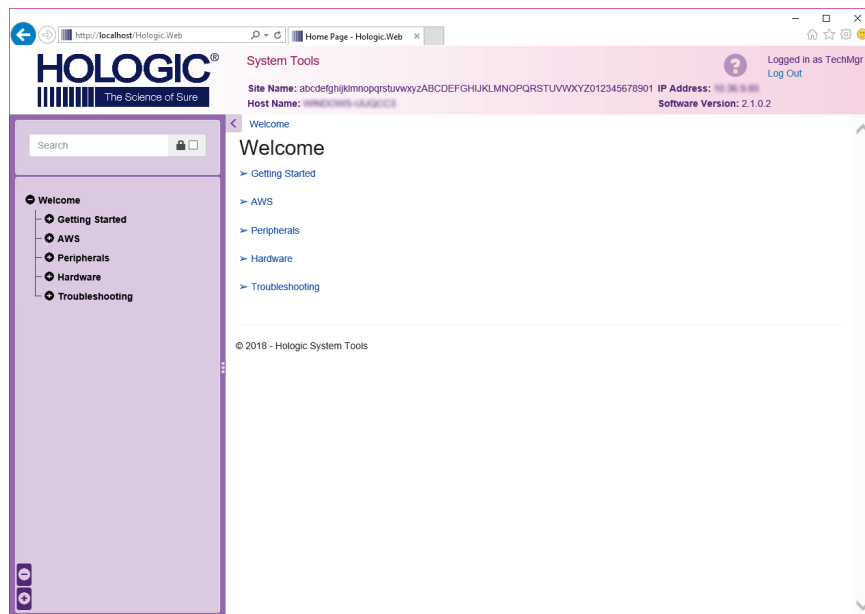 http://localhost/Hologic.Web
Home Page - Hologic.Web
HOLOGIC®
The Science of Sure
System Tools
Logged in as TechMgr
Log Out
Site Name: abcdefghijklmnopqrstuvwxyzABCDEFGHIJKLMNOPQRSTUVWXYZ012345678901 IP Address:
Host Name:
Software Version: 2.1.0.2
Search
Welcome
Getting Started
AWS
Peripherals
Hardware
Troubleshooting
Welcome
Welcome
➢ Getting Started
➢ AWS
➢ Peripherals
➢ Hardware
➢ Troubleshooting
© 2018 - Hologic System Tools